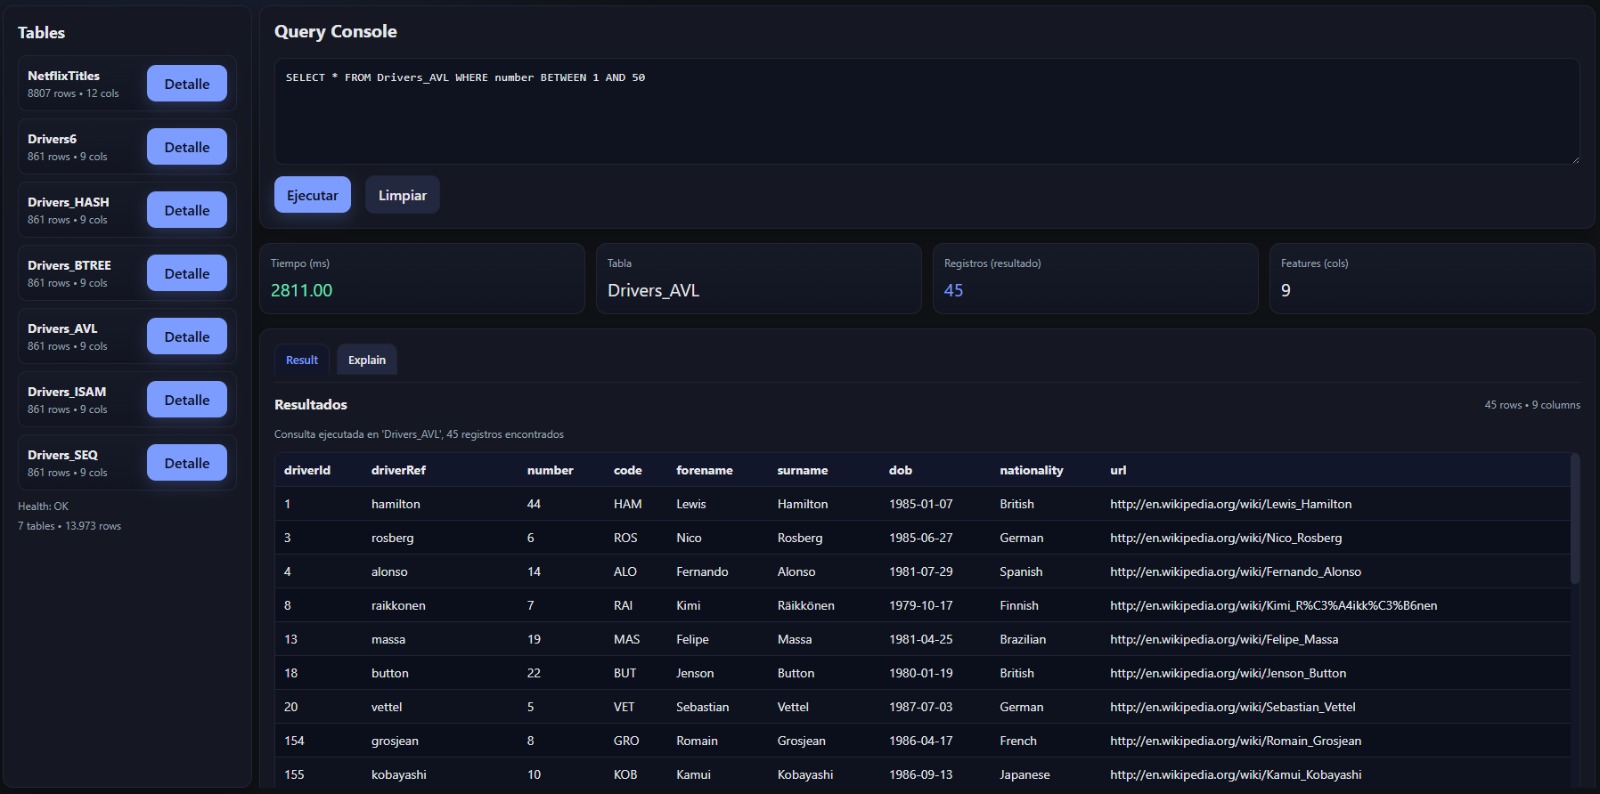 Tables
NetflixTitles
8807 rows • 12 cols
Detalle
Drivers6
861 rows • 9 cols
Detalle
Drivers_HASH
861 rows • 9 cols
Detalle
Drivers_BTREE
861 rows • 9 cols
Detalle
Drivers_AVL
861 rows • 9 cols
Detalle
Drivers_ISAM
861 rows • 9 cols
Detalle
Drivers_SEQ
861 rows • 9 cols
Detalle
Health: OK
7 tables • 13.973 rows
Query Console
SELECT * FROM Drivers_AVL WHERE number BETWEEN 1 AND 50
Ejecutar Limpiar
Tiempo (ms)
2811.00
Tabla
Drivers_AVL
Registros (resultado)
45
Features (cols)
9
Result Explain
Resultados 45 rows • 9 columns
Consulta ejecutada en 'Drivers_AVL', 45 registros encontrados
driverId driverRef number code forename surname dob nationality url
1 hamilton 44 HAM Lewis Hamilton 1985-01-07 British http://en.wikipedia.org/wiki/Lewis_Hamilton
3 rosberg 6 ROS Nico Rosberg 1985-06-27 German http://en.wikipedia.org/wiki/Nico_Rosberg
4 alonso 14 ALO Fernando Alonso 1981-07-29 Spanish http://en.wikipedia.org/wiki/Fernando_Alonso
8 raikkonen 7 RAI Kimi Räikkönen 1979-10-17 Finnish http://en.wikipedia.org/wiki/Kimi_R%C3%A4ikk%C3%B6nen
13 massa 19 MAS Felipe Massa 1981-04-25 Brazilian http://en.wikipedia.org/wiki/Felipe_Massa
18 button 22 BUT Jenson Button 1980-01-19 British http://en.wikipedia.org/wiki/Jenson_Button
20 vettel 5 VET Sebastian Vettel 1987-07-03 German http://en.wikipedia.org/wiki/Sebastian_Vettel
154 grosjean 8 GRO Romain Grosjean 1986-04-17 French http://en.wikipedia.org/wiki/Romain_Grosjean
155 kobayashi 10 KOB Kamui Kobayashi 1986-09-13 Japanese http://en.wikipedia.org/wiki/Kamui_Kobayashi